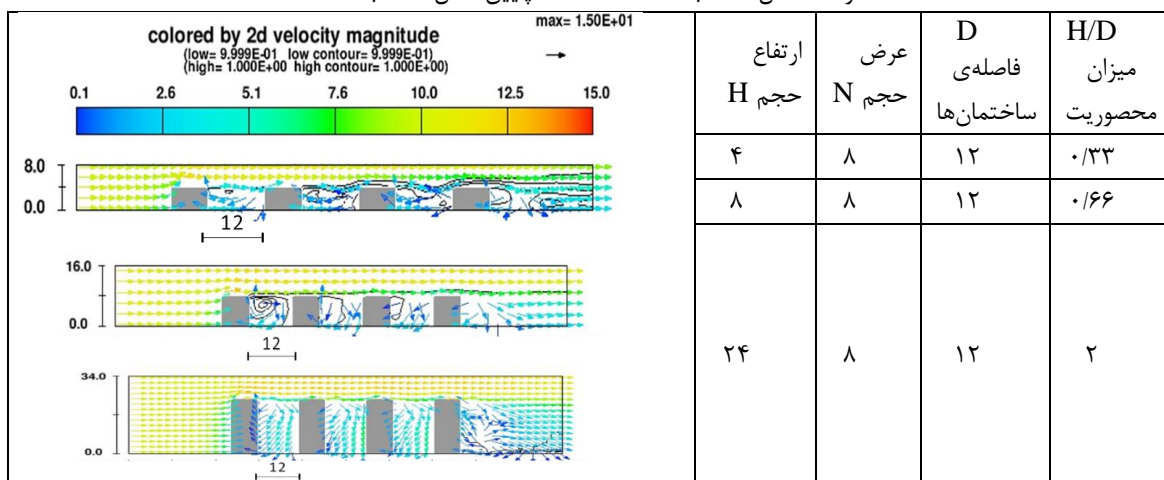 max= 1.50E+01
colored by 2d velocity magnitude
(low= 9.999E-01 low contour= 9.999E-01)
(high= 1.000E+00 high contour= 1.000E+00)
0.1 2.6 5.1 7.6 10.0 12.5 15.0
8.0
0.0
12
16.0
0.0
12
34.0
0.0
12
H/D
میزان
محصوریت
D
فاصله‌ی
ساختمان‌ها
عرض
حجم N
ارتفاع
حجم H
۰/۳۳ ۱۲ ۸ ۴
۰/۶۶ ۱۲ ۸ ۸
۲ ۱۲ ۸ ۲۴